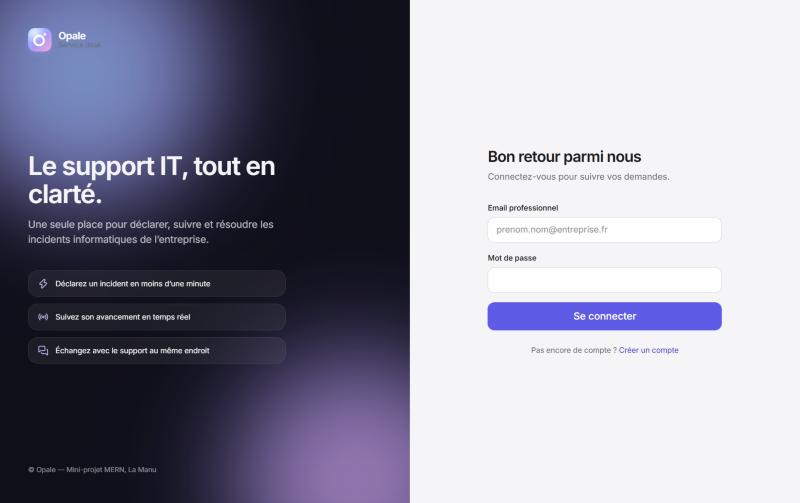 Opale
Service desk
Le support IT, tout en
clarté.
Une seule place pour déclarer, suivre et résoudre les
incidents informatiques de l'entreprise.
Déclarez un incident en moins d'une minute
Suivez son avancement en temps réel
Échangez avec le support au même endroit
© Opale — Mini-projet MERN, La Manu
Bon retour parmi nous
Connectez-vous pour suivre vos demandes.
Email professionnel
prenom.nom@entreprise.fr
Mot de passe
Se connecter
Pas encore de compte ? Créer un compte